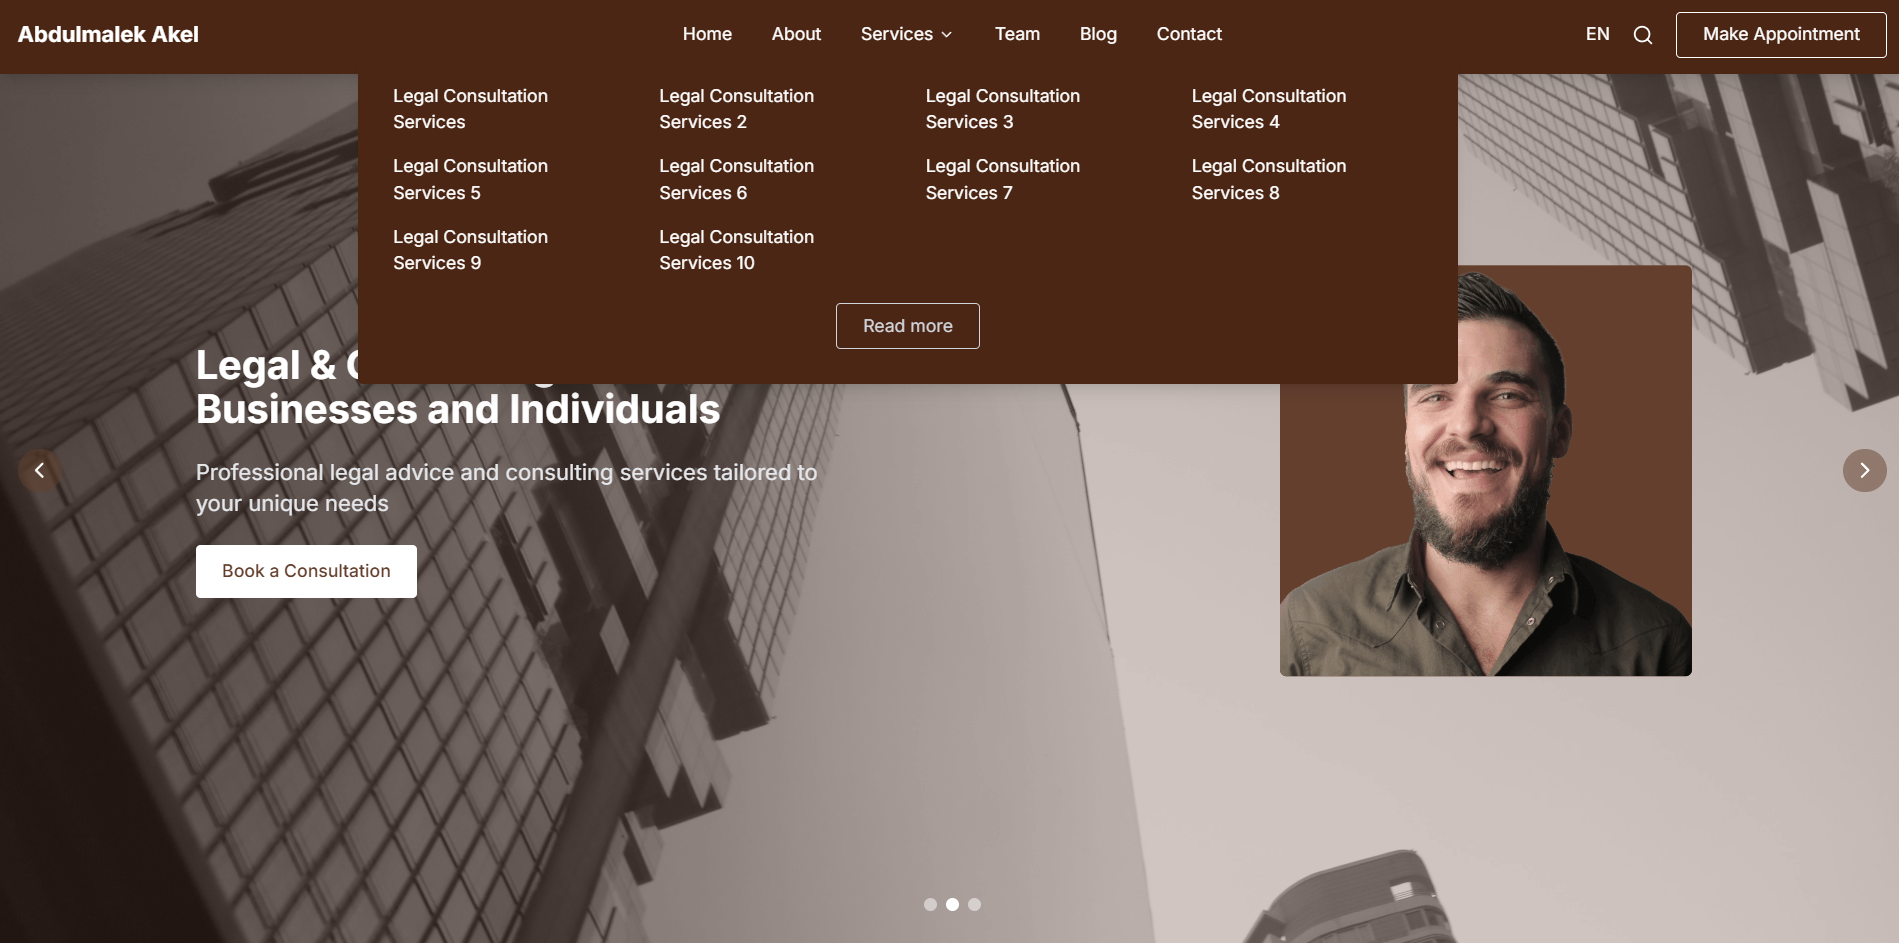 Abdulmalek Akel
Home About Services Team Blog Contact
EN
Make Appointment
Legal Consultation
Services
Legal Consultation
Services 2
Legal Consultation
Services 3
Legal Consultation
Services 4
Legal Consultation
Services 5
Legal Consultation
Services 6
Legal Consultation
Services 7
Legal Consultation
Services 8
Legal Consultation
Services 9
Legal Consultation
Services 10
Read more
Legal &
Businesses and Individuals
Professional legal advice and consulting services tailored to
your unique needs
Book a Consultation